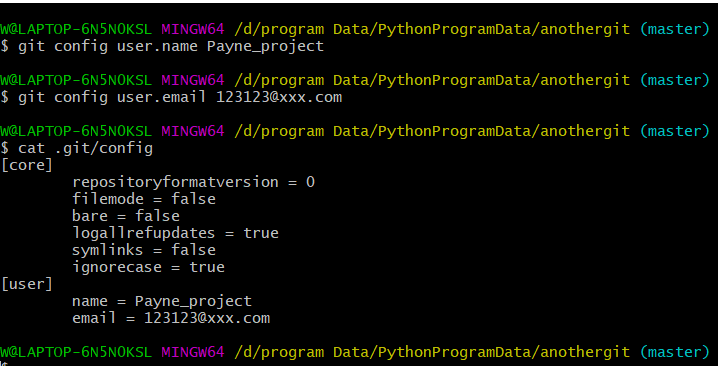 W@LAPTOP-6N5N0KSL MINGW64 /d/program Data/PythonProgramData/anothergit (master)
$ git config user.name Payne_project
W@LAPTOP-6N5N0KSL MINGW64 /d/program Data/PythonProgramData/anothergit (master)
$ git config user.email 123123@xxx.com
W@LAPTOP-6N5N0KSL MINGW64 /d/program Data/PythonProgramData/anothergit (master)
$ cat .git/config
[core]
        repositoryformatversion = 0
        filemode = false
        bare = false
        logallrefupdates = true
        symlinks = false
        ignorecase = true
[user]
        name = Payne_project
        email = 123123@xxx.com
W@LAPTOP-6N5N0KSL MINGW64 /d/program Data/PythonProgramData/anothergit (master)
$